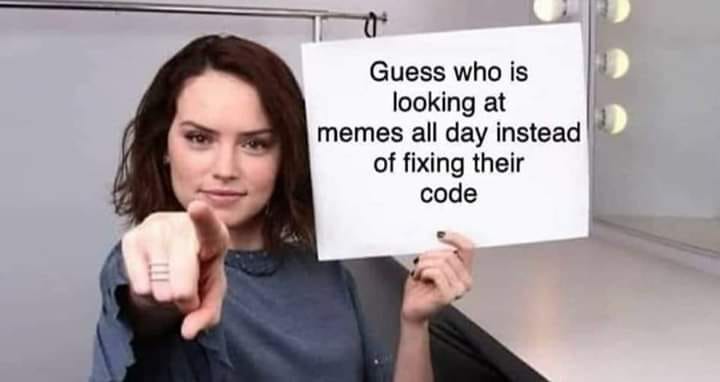 Guess who is
looking at
memes all day instead
of fixing their
code